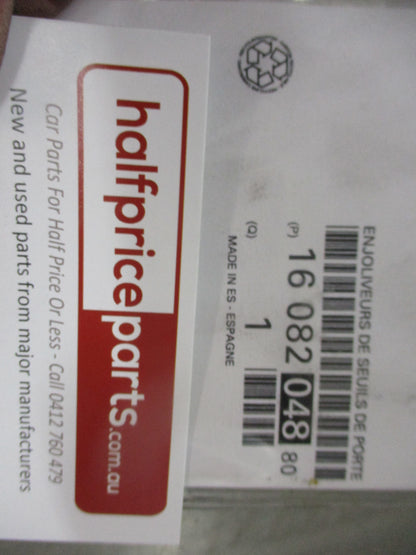 ENJOLIVEURS DE SEUILS DE PORTE
(P) 16 082 048 80
(Q) 1
MADE IN ES - ESPAGNE
halfpriceparts.com.au
Car Parts For Half Price Or Less - Call 0412 760 479
New and used parts from major manufacturers